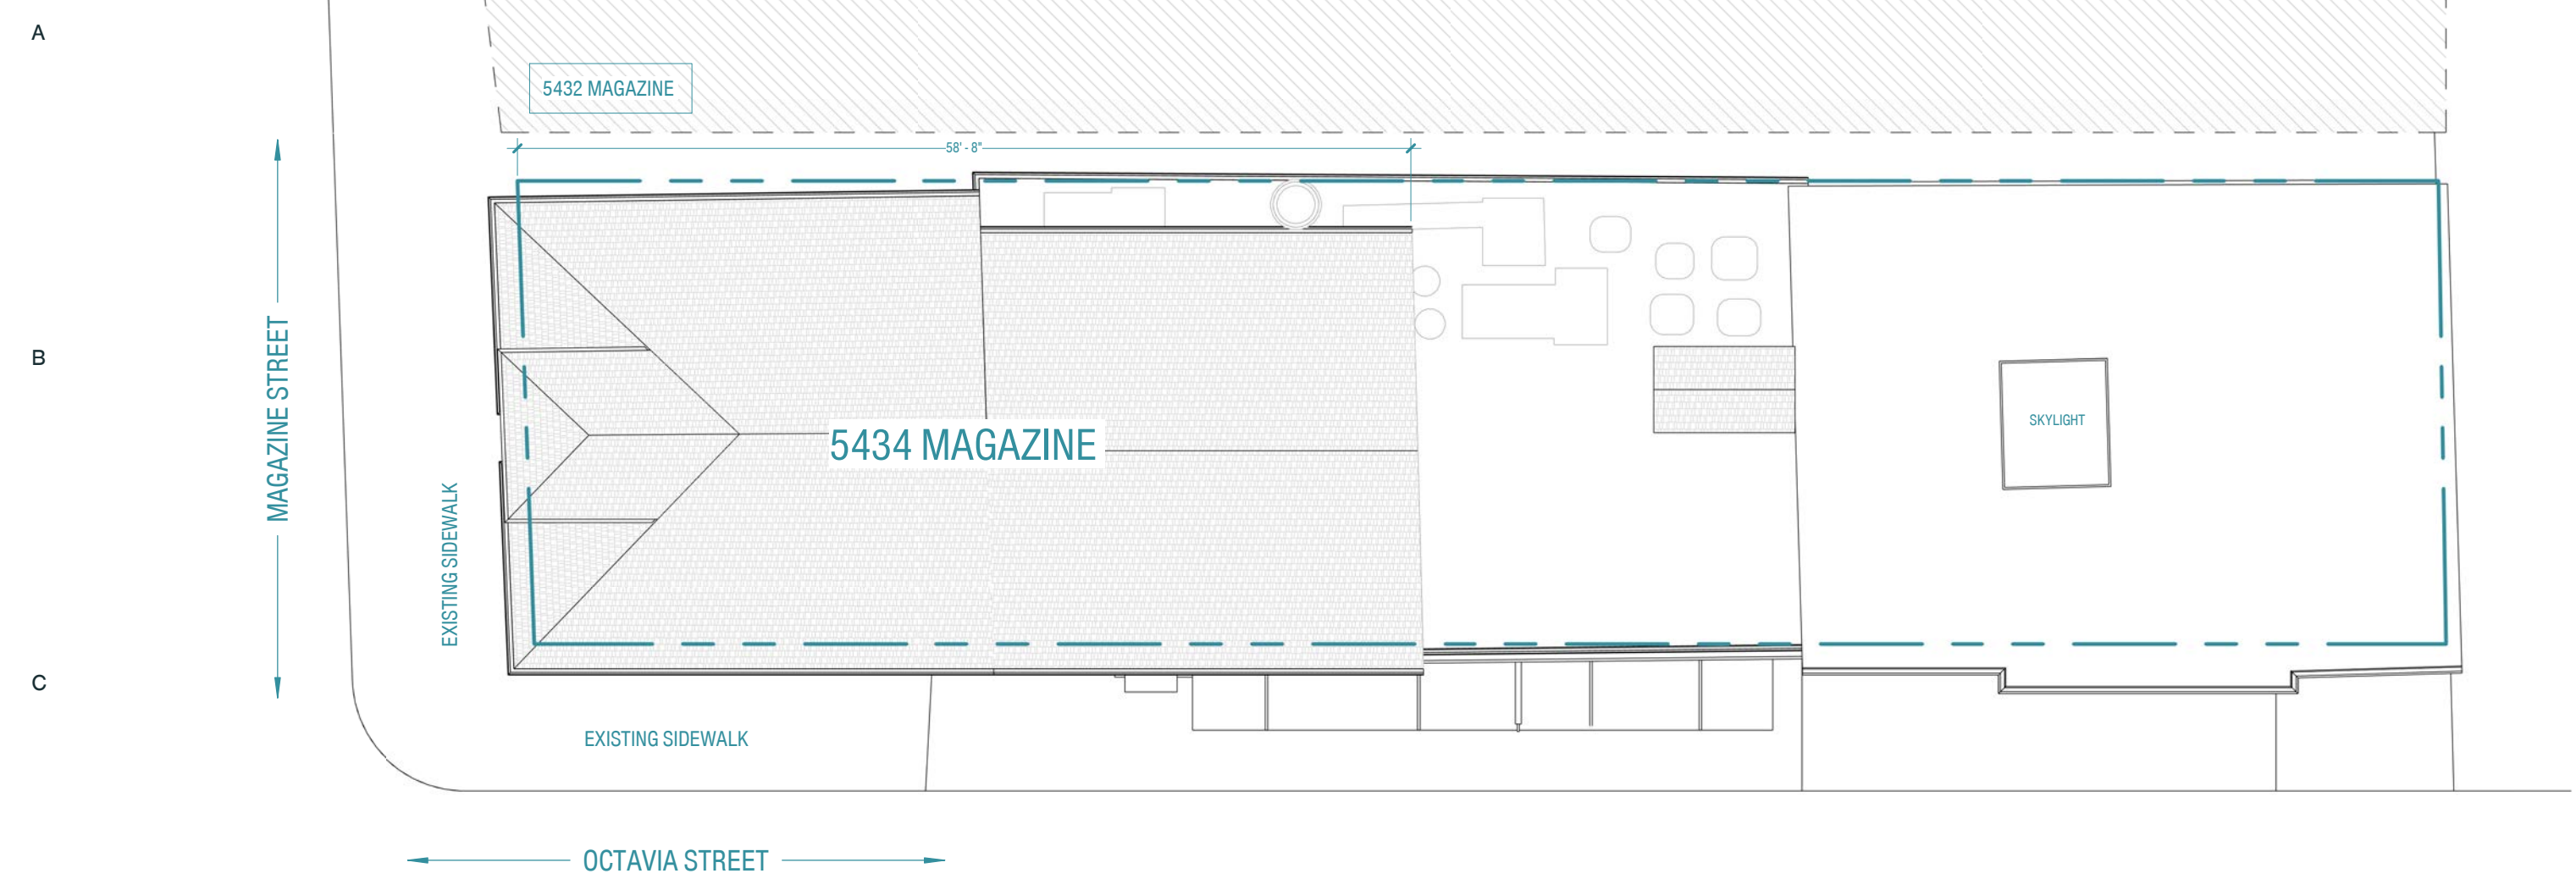 A
5432 MAGAZINE
58' - 8"
MAGAZINE STREET
B
5434 MAGAZINE
SKYLIGHT
EXISTING SIDEWALK
C
EXISTING SIDEWALK
OCTAVIA STREET